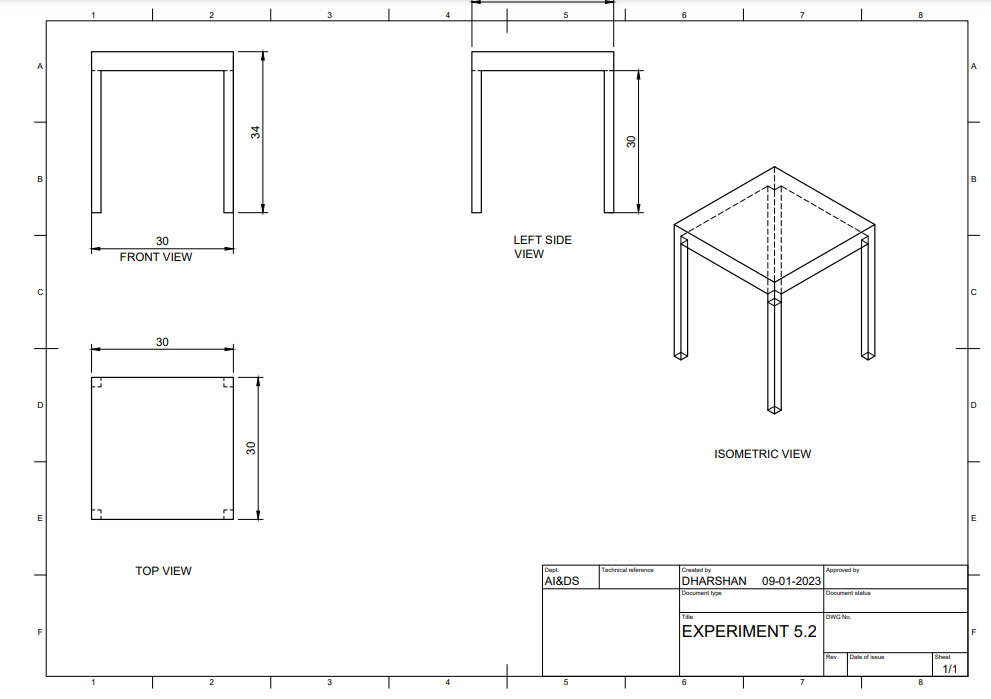 1 2 3 4 5 6 7 8
A A
34
30
B B
30
FRONT VIEW
LEFT SIDE
VIEW
C C
30
D D
30
ISOMETRIC VIEW
E E
TOP VIEW
Dept. Technical reference Created by Approved by
AI&DS DHARSHAN 09-01-2023
Document type Document status
Title DWG No.
EXPERIMENT 5.2
F F
Rev. Date of issue Sheet
1/1
1 2 3 4 5 6 7 8